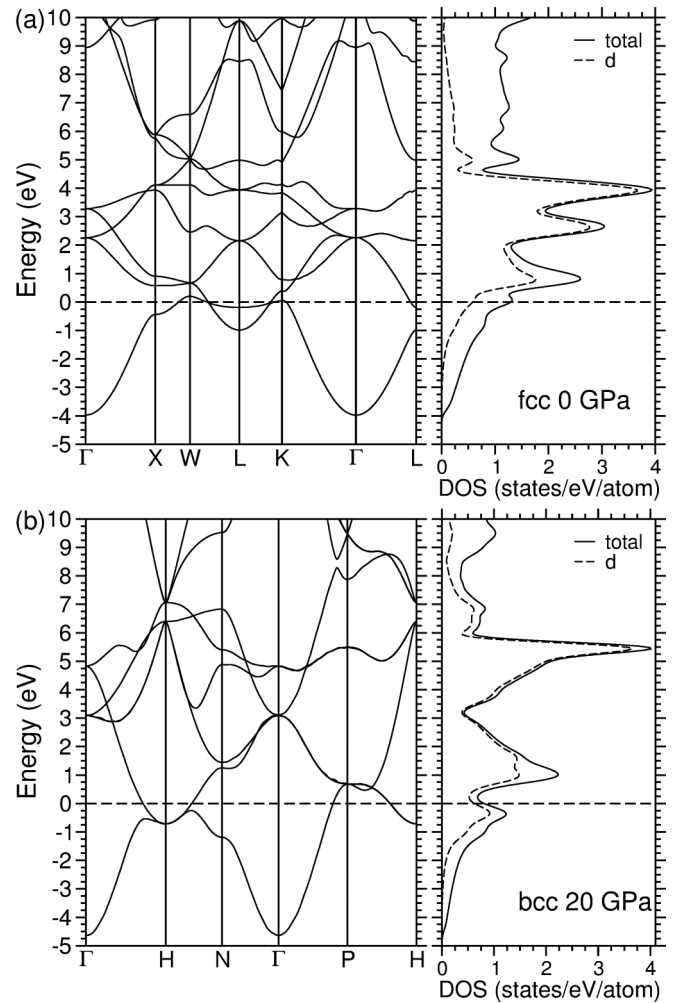 (a)
10
9
8
7
6
5
4
3
2
1
0
-1
-2
-3
-4
-5
Energy (eV)
Γ X W L K Γ L
total
d
fcc 0 GPa
0 1 2 3 4
DOS (states/eV/atom)
(b)
10
9
8
7
6
5
4
3
2
1
0
-1
-2
-3
-4
-5
Energy (eV)
Γ H N Γ P H
total
d
bcc 20 GPa
0 1 2 3 4
DOS (states/eV/atom)